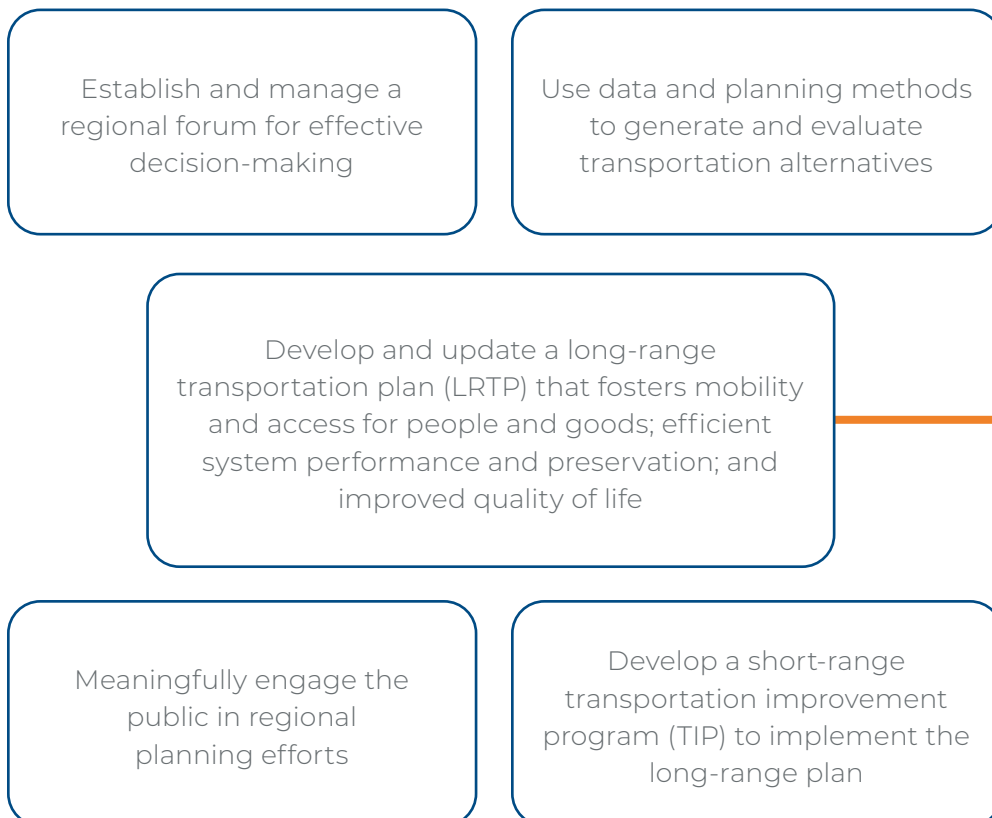 Establish and manage a
regional forum for effective
decision-making
Use data and planning methods
to generate and evaluate
transportation alternatives
Develop and update a long-range
transportation plan (LRTP) that fosters mobility
and access for people and goods; efficient
system performance and preservation; and
improved quality of life
Meaningfully engage the
public in regional
planning efforts
Develop a short-range
transportation improvement
program (TIP) to implement the
long-range plan